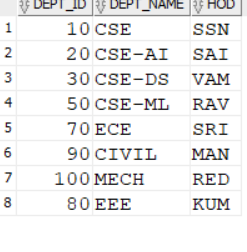 DEPT_ID DEPT_NAME HOD
1 10 CSE SSN
2 20 CSE-AI SAI
3 30 CSE-DS VAM
4 50 CSE-ML RAV
5 70 ECE SRI
6 90 CIVIL MAN
7 100 MECH RED
8 80 EEE KUM